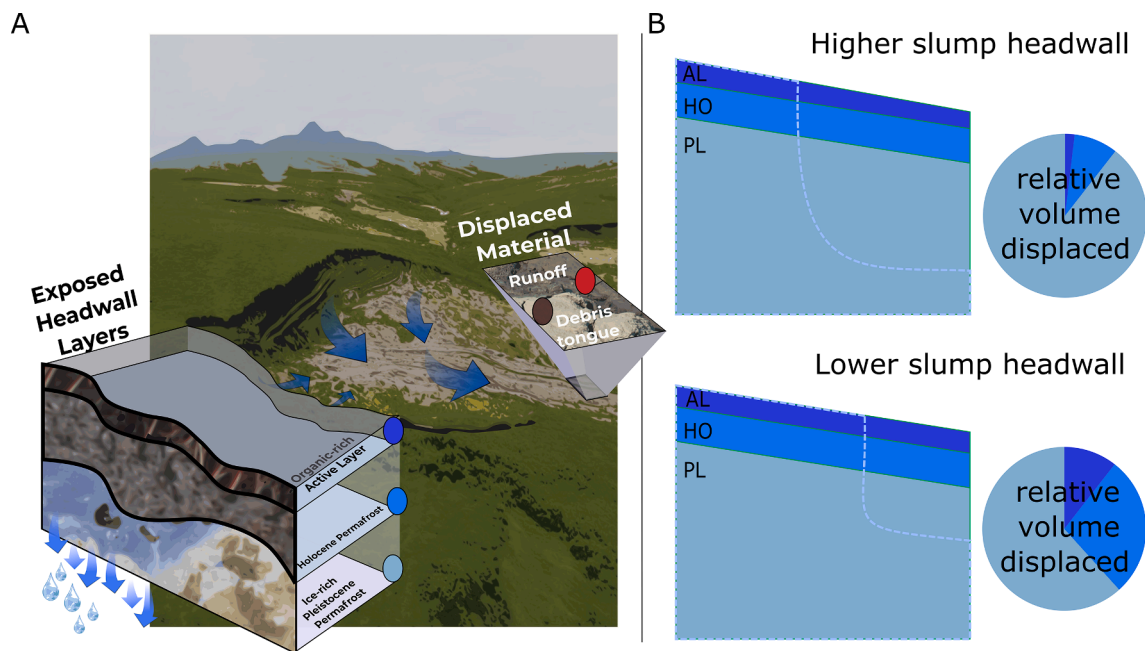 A
Displaced
Material
Runoff
Debris
tongue
Exposed
Headwall
Layers
Organic-rich
Active Layer
Holocene Permafrost
Ice-rich
Pleistocene
Permafrost
B
Higher slump headwall
AL
HO
PL
relative
volume
displaced
Lower slump headwall
AL
HO
PL
relative
volume
displaced